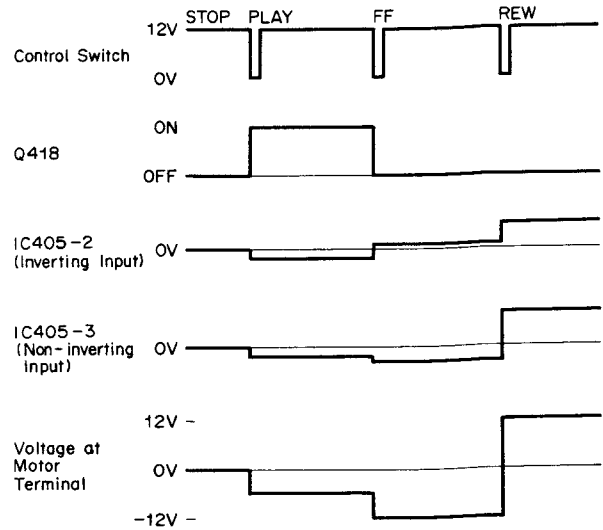 STOP PLAY FF REW
12V
Control Switch
0V
ON
Q418
OFF
IC405-2 0V
(Inverting Input)
IC405-3
(Non-inverting 0V
input)
12V
Voltage at
Motor 0V
Terminal
-12V